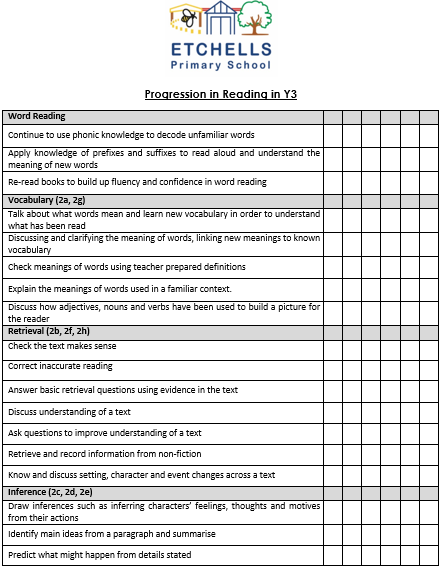 ETCHELLS
Primary School
Progression in Reading in Y3
Word Reading
Continue to use phonic knowledge to decode unfamiliar words
Apply knowledge of prefixes and suffixes to read aloud and understand the
meaning of new words
Re-read books to build up fluency and confidence in word reading
Vocabulary (2a, 2g)
Talk about what words mean and learn new vocabulary in order to understand
what has been read
Discussing and clarifying the meaning of words, linking new meanings to known
vocabulary
Check meanings of words using teacher prepared definitions
Explain the meanings of words used in a familiar context.
Discuss how adjectives, nouns and verbs have been used to build a picture for
the reader
Retrieval (2b, 2f, 2h)
Check the text makes sense
Correct inaccurate reading
Answer basic retrieval questions using evidence in the text
Discuss understanding of a text
Ask questions to improve understanding of a text
Retrieve and record information from non-fiction
Know and discuss setting, character and event changes across a text
Inference (2c, 2d, 2e)
Draw inferences such as inferring characters' feelings, thoughts and motives
from their actions
Identify main ideas from a paragraph and summarise
Predict what might happen from details stated